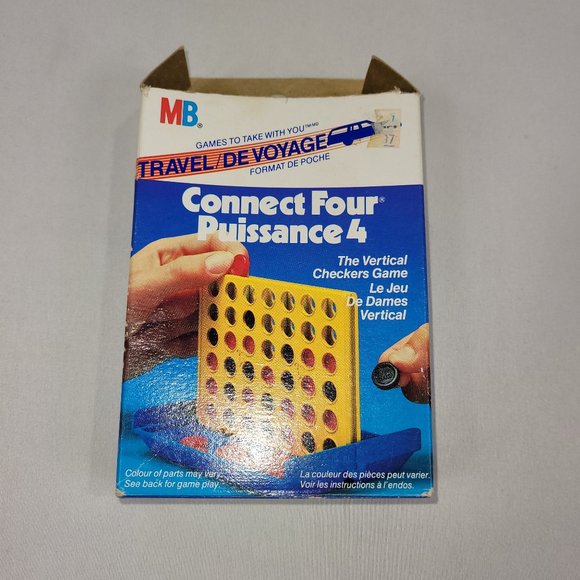 MB®
GAMES TO TAKE WITH YOU™MD
TRAVEL/DE VOYAGE
FORMAT DE POCHE
Connect Four®
Puissance 4
The Vertical
Checkers Game
Le Jeu
De Dames
Vertical
Colour of parts may vary.
See back for game play.
La couleur des pièces peut varier.
Voir les instructions à l'endos.